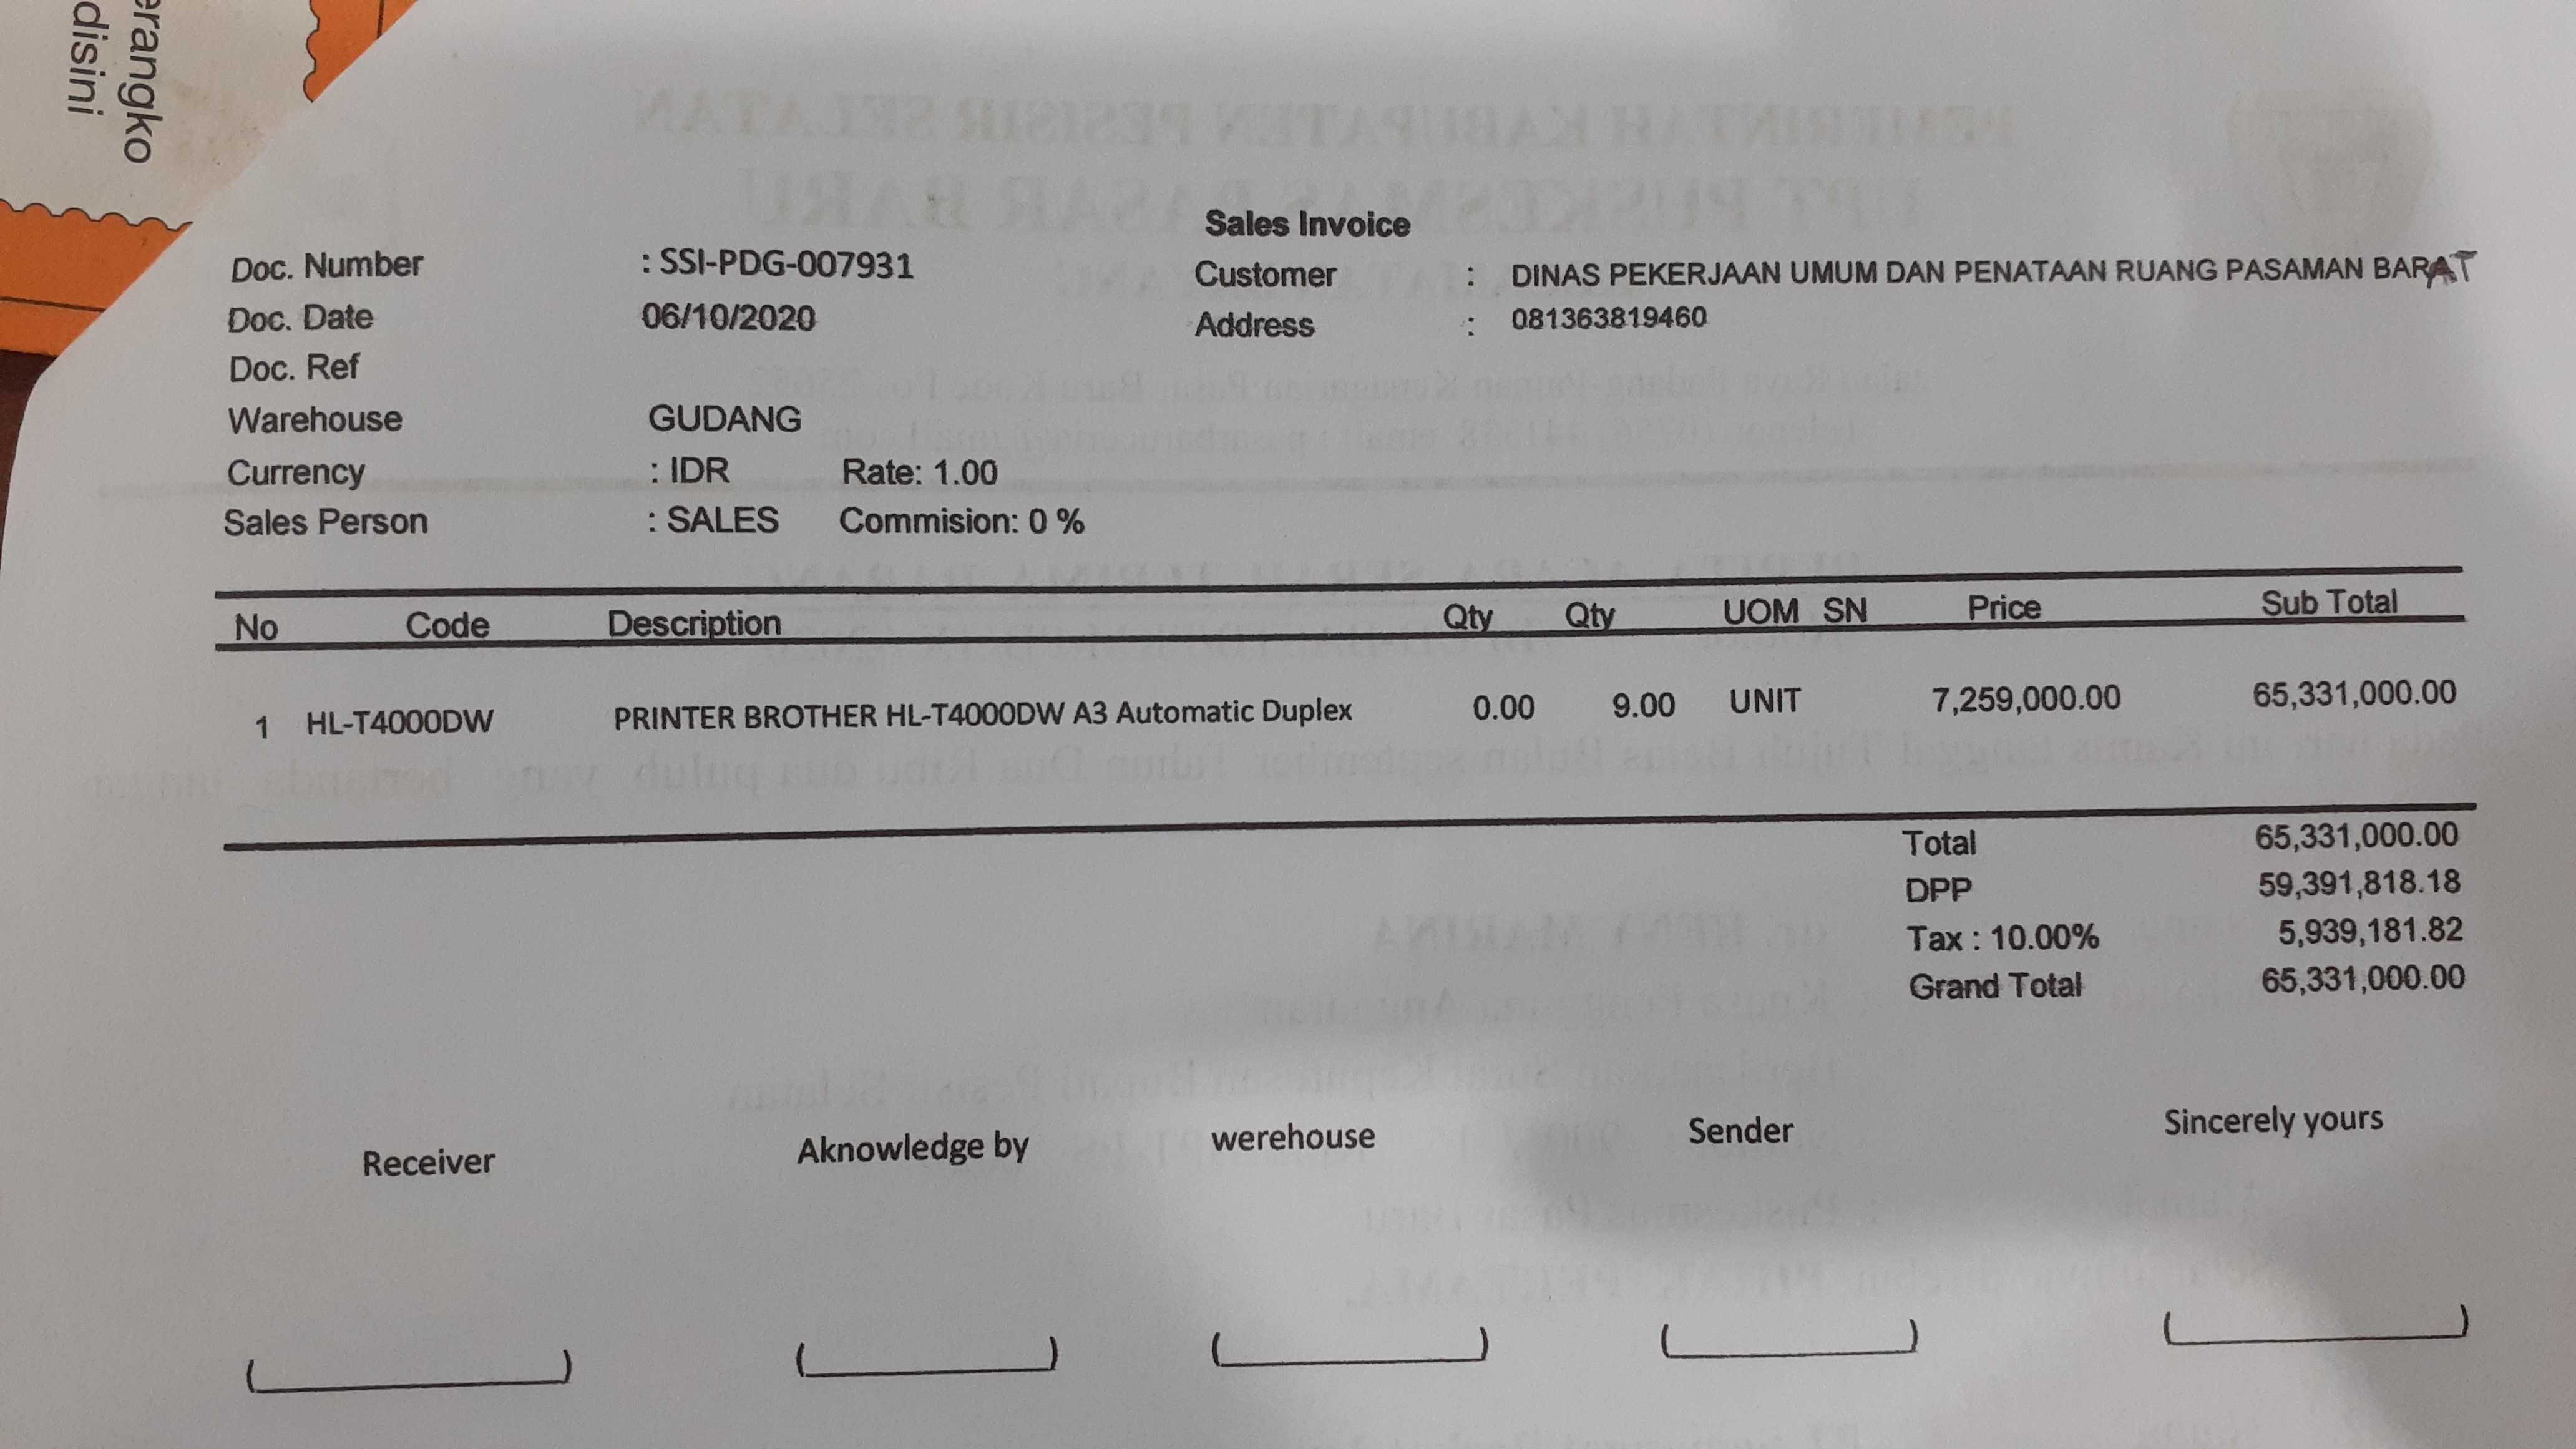 erangko
disini
Sales Invoice
Doc. Number : SSI-PDG-007931 Customer : DINAS PEKERJAAN UMUM DAN PENATAAN RUANG PASAMAN BARAT
Doc. Date 06/10/2020 Address : 081363819460
Doc. Ref
Warehouse GUDANG
Currency : IDR Rate: 1.00
Sales Person : SALES Commision: 0 %
No Code Description Qty Qty UOM SN Price Sub Total
1 HL-T4000DW PRINTER BROTHER HL-T4000DW A3 Automatic Duplex 0.00 9.00 UNIT 7,259,000.00 65,331,000.00
Total 65,331,000.00
DPP 59,391,818.18
Tax : 10.00% 5,939,181.82
Grand Total 65,331,000.00
Receiver Aknowledge by werehouse Sender Sincerely yours